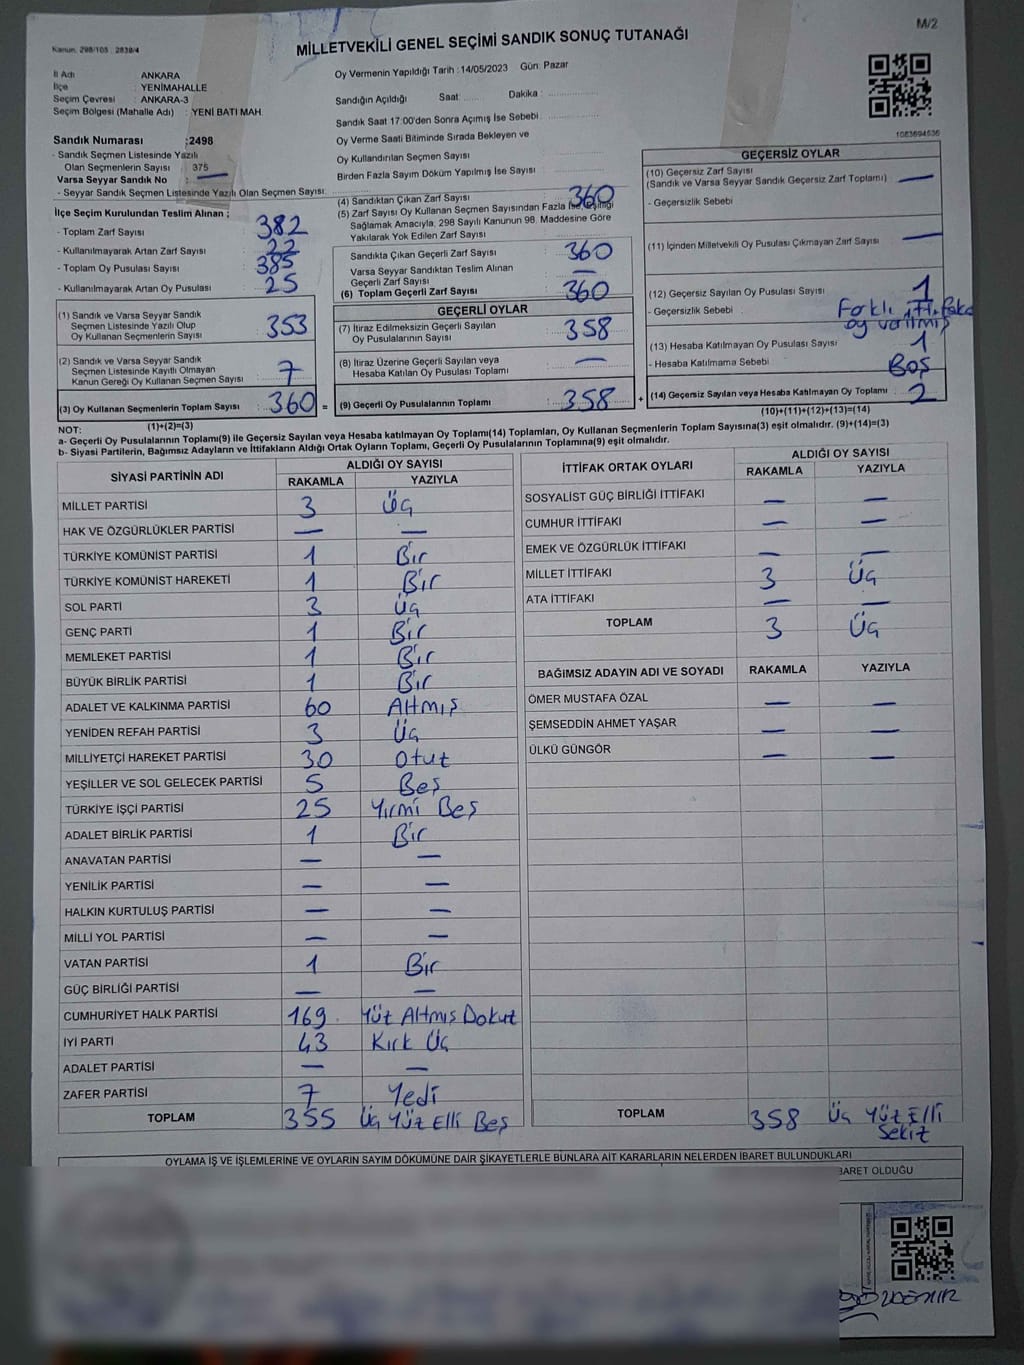 M/2
Kanun: 298/105 : 2839/4
MİLLETVEKİLİ GENEL SEÇİMİ SANDIK SONUÇ TUTANAĞI
İl Adı : ANKARA
İlçe : YENİMAHALLE
Seçim Çevresi : ANKARA-3
Seçim Bölgesi (Mahalle Adı) : YENİ BATI MAH.
Sandık Numarası : 2498
- Sandık Seçmen Listesinde Yazılı
Olan Seçmenlerin Sayısı : 375
Varsa Seyyar Sandık No : —
- Seyyar Sandık Seçmen Listesinde Yazılı Olan Seçmen Sayısı:
İlçe Seçim Kurulundan Teslim Alınan ;
- Toplam Zarf Sayısı : 382
- Kullanılmayarak Artan Zarf Sayısı : 22
- Toplam Oy Pusulası Sayısı : 385
- Kullanılmayarak Artan Oy Pusulası : 25
(1) Sandık ve Varsa Seyyar Sandık
Seçmen Listesinde Yazılı Olup
Oy Kullanan Seçmenlerin Sayısı : 353
(2) Sandık ve Varsa Seyyar Sandık
Seçmen Listesinde Kayıtlı Olmayan
Kanun Gereği Oy Kullanan Seçmen Sayısı : 7
(3) Oy Kullanan Seçmenlerin Toplam Sayısı : 360 =
(1)+(2)=(3)
Oy Vermenin Yapıldığı Tarih : 14/05/2023 Gün: Pazar
Sandığın Açıldığı Saat: Dakika :
Sandık Saat 17:00'den Sonra Açımış İse Sebebi
Oy Verme Saati Bitiminde Sırada Bekleyen ve
Oy Kullandırılan Seçmen Sayısı
Birden Fazla Sayım Döküm Yapılmış İse Sayısı :
(4) Sandıktan Çıkan Zarf Sayısı : 360
(5) Zarf Sayısı Oy Kullanan Seçmen Sayısından Fazla İse, Eşitliği
Sağlamak Amacıyla, 298 Sayılı Kanunun 98. Maddesine Göre
Yakılarak Yok Edilen Zarf Sayısı
Sandıkta Çıkan Geçerli Zarf Sayısı : 360
Varsa Seyyar Sandıktan Teslim Alınan
Geçerli Zarf Sayısı : —
(6) Toplam Geçerli Zarf Sayısı : 360
GEÇERLİ OYLAR
(7) İtiraz Edilmeksizin Geçerli Sayılan
Oy Pusulalarının Sayısı : 358
(8) İtiraz Üzerine Geçerli Sayılan veya
Hesaba Katılan Oy Pusulası Toplamı : —
(9) Geçerli Oy Pusulalarının Toplamı : 358 +
1083694536
GEÇERSİZ OYLAR
(10) Geçersiz Zarf Sayısı
(Sandık ve Varsa Seyyar Sandık Geçersiz Zarf Toplamı) : —
- Geçersizlik Sebebi
(11) İçinden Milletvekili Oy Pusulası Çıkmayan Zarf Sayısı : —
(12) Geçersiz Sayılan Oy Pusulası Sayısı : 1
- Geçersizlik Sebebi : Farklı ittifaka
oy verilmiş
(13) Hesaba Katılmayan Oy Pusulası Sayısı : 1
- Hesaba Katılmama Sebebi : Boş
(14) Geçersiz Sayılan veya Hesaba Katılmayan Oy Toplamı : 2
(10)+(11)+(12)+(13)=(14)
NOT:
a- Geçerli Oy Pusulalarının Toplamı(9) ile Geçersiz Sayılan veya Hesaba katılmayan Oy Toplamı(14) Toplamları, Oy Kullanan Seçmenlerin Toplam Sayısına(3) eşit olmalıdır. (9)+(14)=(3)
b- Siyasi Partilerin, Bağımsız Adayların ve İttifakların Aldığı Oyların Toplamı, Geçerli Oy Pusulalarının Toplamına(9) eşit olmalıdır.
SİYASİ PARTİNİN ADI ALDIĞI OY SAYISI
RAKAMLA YAZIYLA
MİLLET PARTİSİ 3 Üç
HAK VE ÖZGÜRLÜKLER PARTİSİ — —
TÜRKİYE KOMÜNİST PARTİSİ 1 Bir
TÜRKİYE KOMÜNİST HAREKETİ 1 Bir
SOL PARTİ 3 Üç
GENÇ PARTİ 1 Bir
MEMLEKET PARTİSİ 1 Bir
BÜYÜK BİRLİK PARTİSİ 1 Bir
ADALET VE KALKINMA PARTİSİ 60 Altmış
YENİDEN REFAH PARTİSİ 3 Üç
MİLLİYETÇİ HAREKET PARTİSİ 30 Otuz
YEŞİLLER VE SOL GELECEK PARTİSİ 5 Beş
TÜRKİYE İŞÇİ PARTİSİ 25 Yirmi Beş
ADALET BİRLİK PARTİSİ 1 Bir
ANAVATAN PARTİSİ — —
YENİLİK PARTİSİ — —
HALKIN KURTULUŞ PARTİSİ — —
MİLLİ YOL PARTİSİ — —
VATAN PARTİSİ 1 Bir
GÜÇ BİRLİĞİ PARTİSİ — —
CUMHURİYET HALK PARTİSİ 169 Yüz Altmış Dokuz
İYİ PARTİ 43 Kırk Üç
ADALET PARTİSİ — —
ZAFER PARTİSİ 7 Yedi
TOPLAM 355 Üç Yüz Elli Beş
İTTİFAK ORTAK OYLARI ALDIĞI OY SAYISI
RAKAMLA YAZIYLA
SOSYALİST GÜÇ BİRLİĞİ İTTİFAKI — —
CUMHUR İTTİFAKI — —
EMEK VE ÖZGÜRLÜK İTTİFAKI — —
MİLLET İTTİFAKI 3 Üç
ATA İTTİFAKI — —
TOPLAM 3 Üç
BAĞIMSIZ ADAYIN ADI VE SOYADI RAKAMLA YAZIYLA
ÖMER MUSTAFA ÖZAL — —
ŞEMSEDDİN AHMET YAŞAR — —
ÜLKÜ GÜNGÖR — —
TOPLAM 358 Üç Yüz Elli
Sekiz
OYLAMA İŞ VE İŞLEMLERİNE VE OYLARIN SAYIM DÖKÜMÜNE DAİR ŞİKAYETLERLE BUNLARA AİT KARARLARIN NELERDEN İBARET BULUNDUKLARI
BARET OLDUĞU